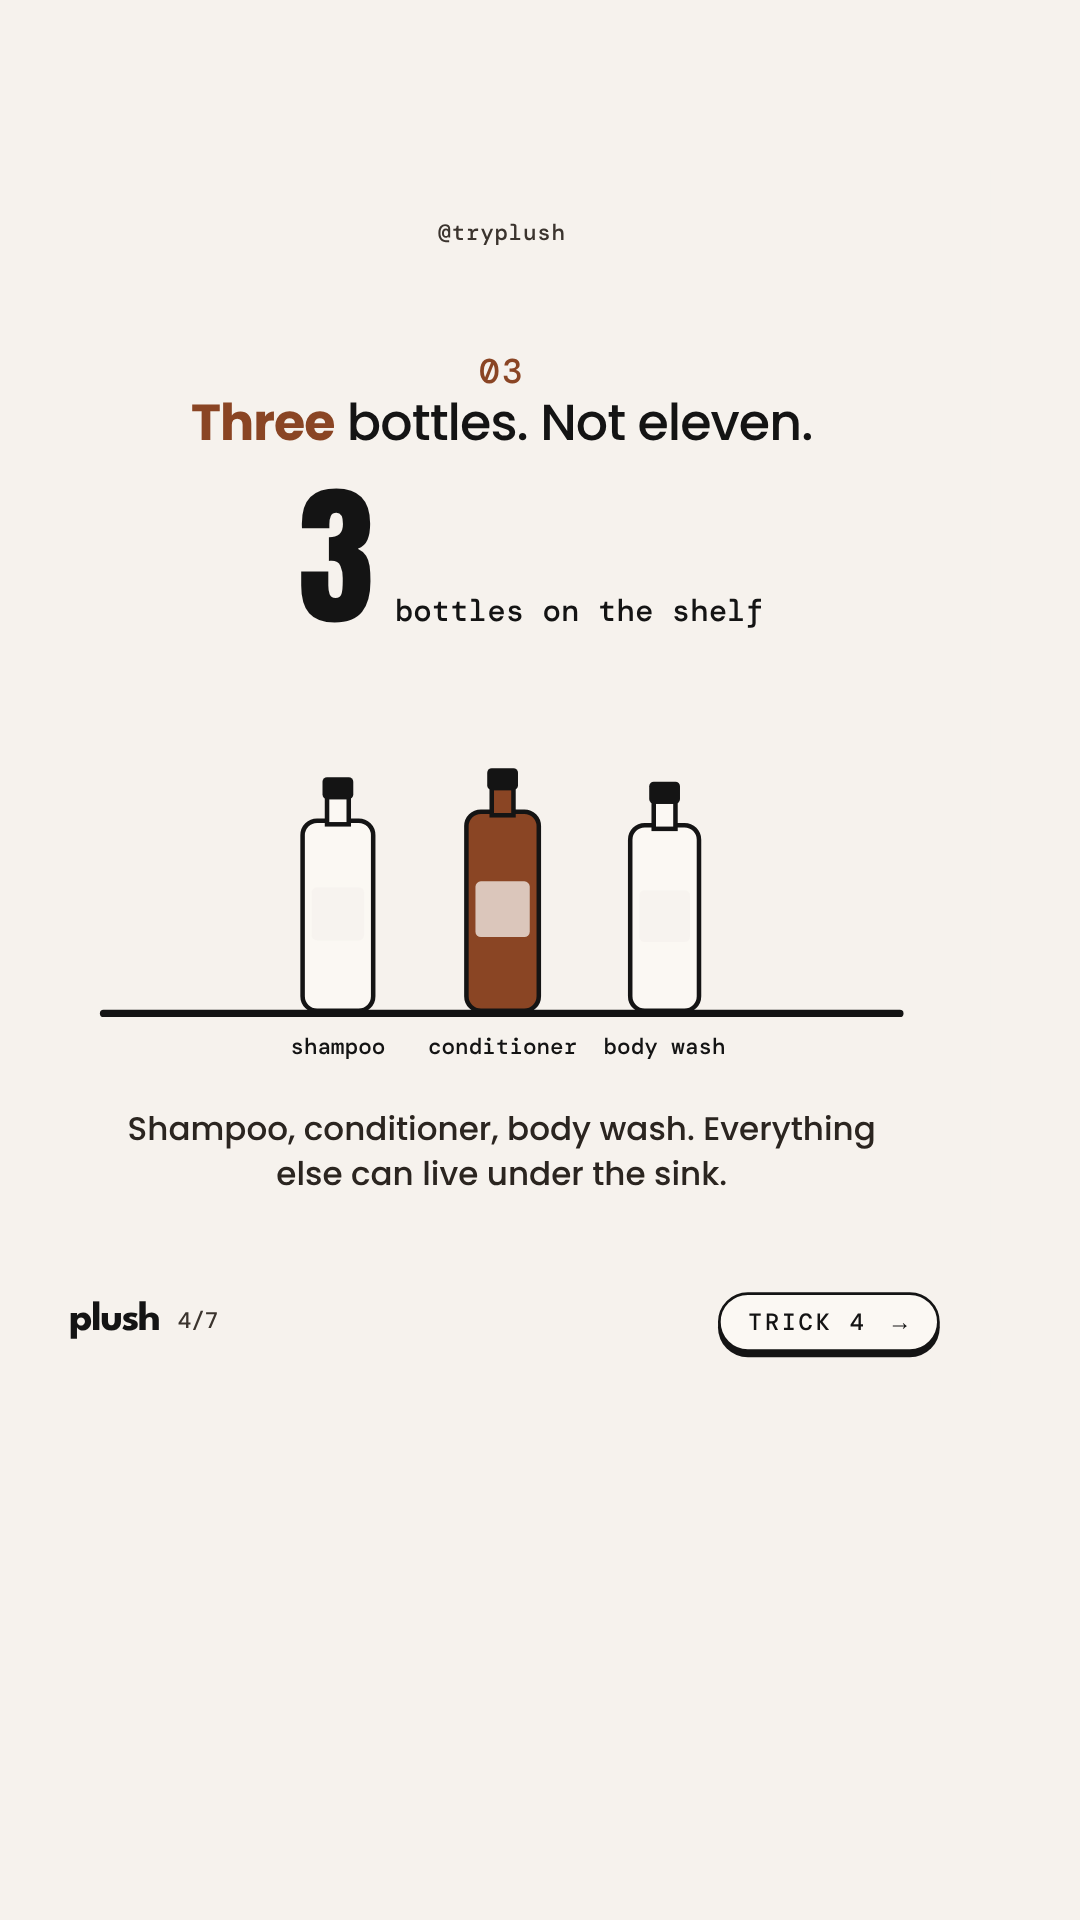 @tryplush
03
Three bottles. Not eleven.
3 bottles on the shelf
shampoo conditioner body wash
Shampoo, conditioner, body wash. Everything
else can live under the sink.
plush 4/7
TRICK 4 →